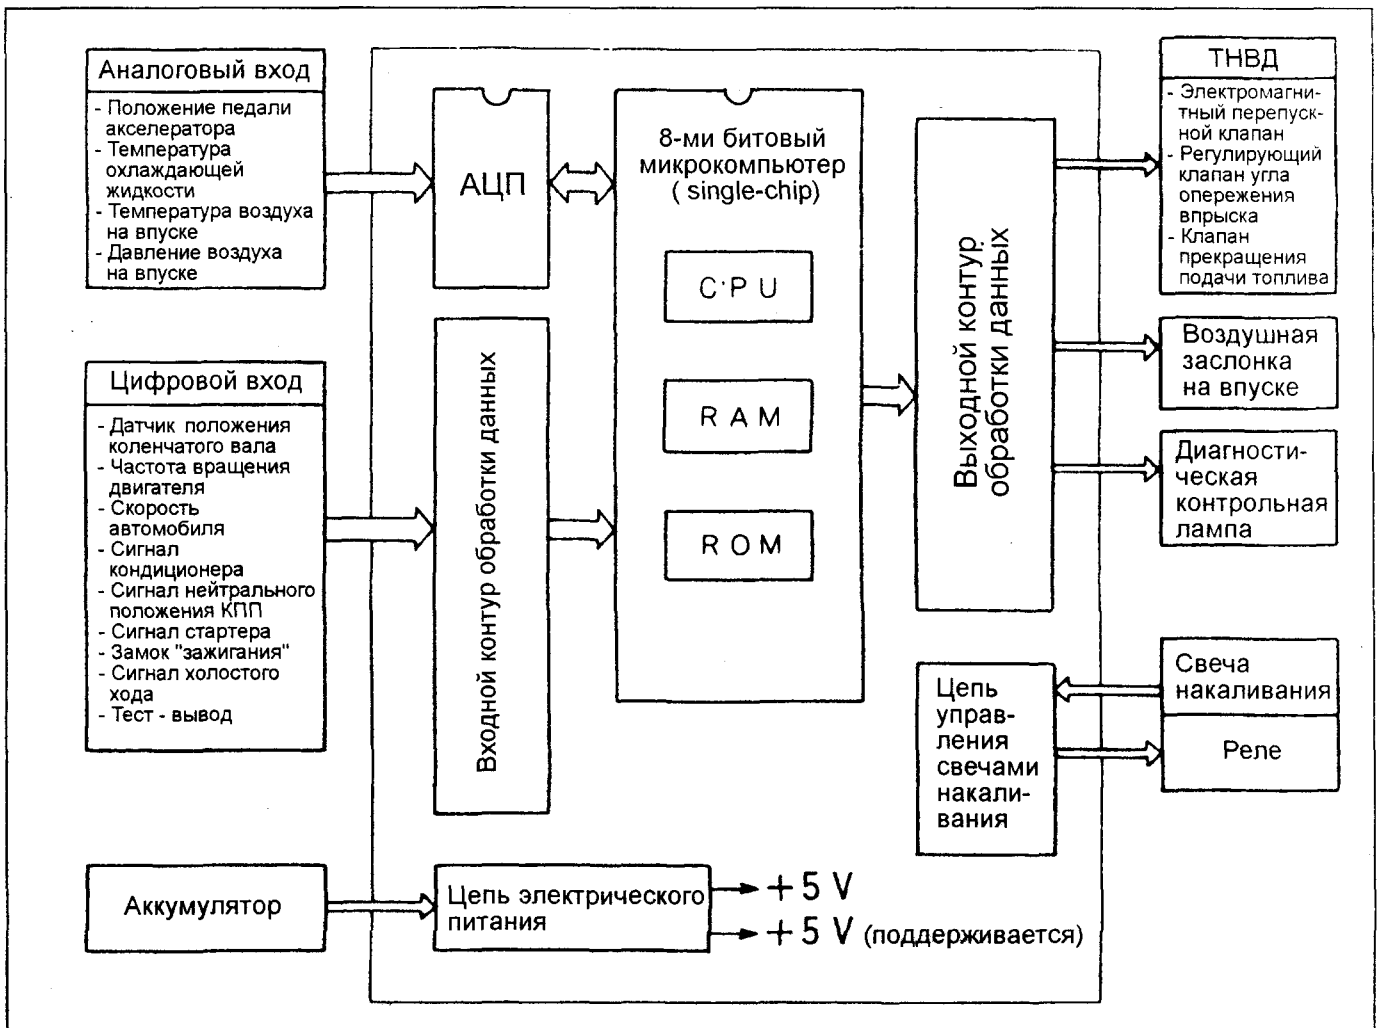 Аналоговый вход
- Положение педали
акселератора
- Температура
охлаждающей
жидкости
- Температура воздуха
на впуске
- Давление воздуха
на впуске
Цифровой вход
- Датчик положения
коленчатого вала
- Частота вращения
двигателя
- Скорость
автомобиля
- Сигнал
кондиционера
- Сигнал нейтрального
положения КПП
- Сигнал стартера
- Замок "зажигания"
- Сигнал холостого
хода
- Тест - вывод
Аккумулятор
АЦП
Входной контур обработки данных
Цепь электрического
питания
+ 5 V
+ 5 V (поддерживается)
8-ми битовый
микрокомпьютер
( single-chip)
C P U
R A M
R O M
Выходной контур
обработки данных
Цепь
управ-
ления
свечами
накали-
вания
ТНВД
- Электромагни-
тный перепуск-
ной клапан
- Регулирующий
клапан угла
опережения
впрыска
- Клапан
прекращения
подачи топлива
Воздушная
заслонка
на впуске
Диагности-
ческая
контрольная
лампа
Свеча
накаливания
Реле